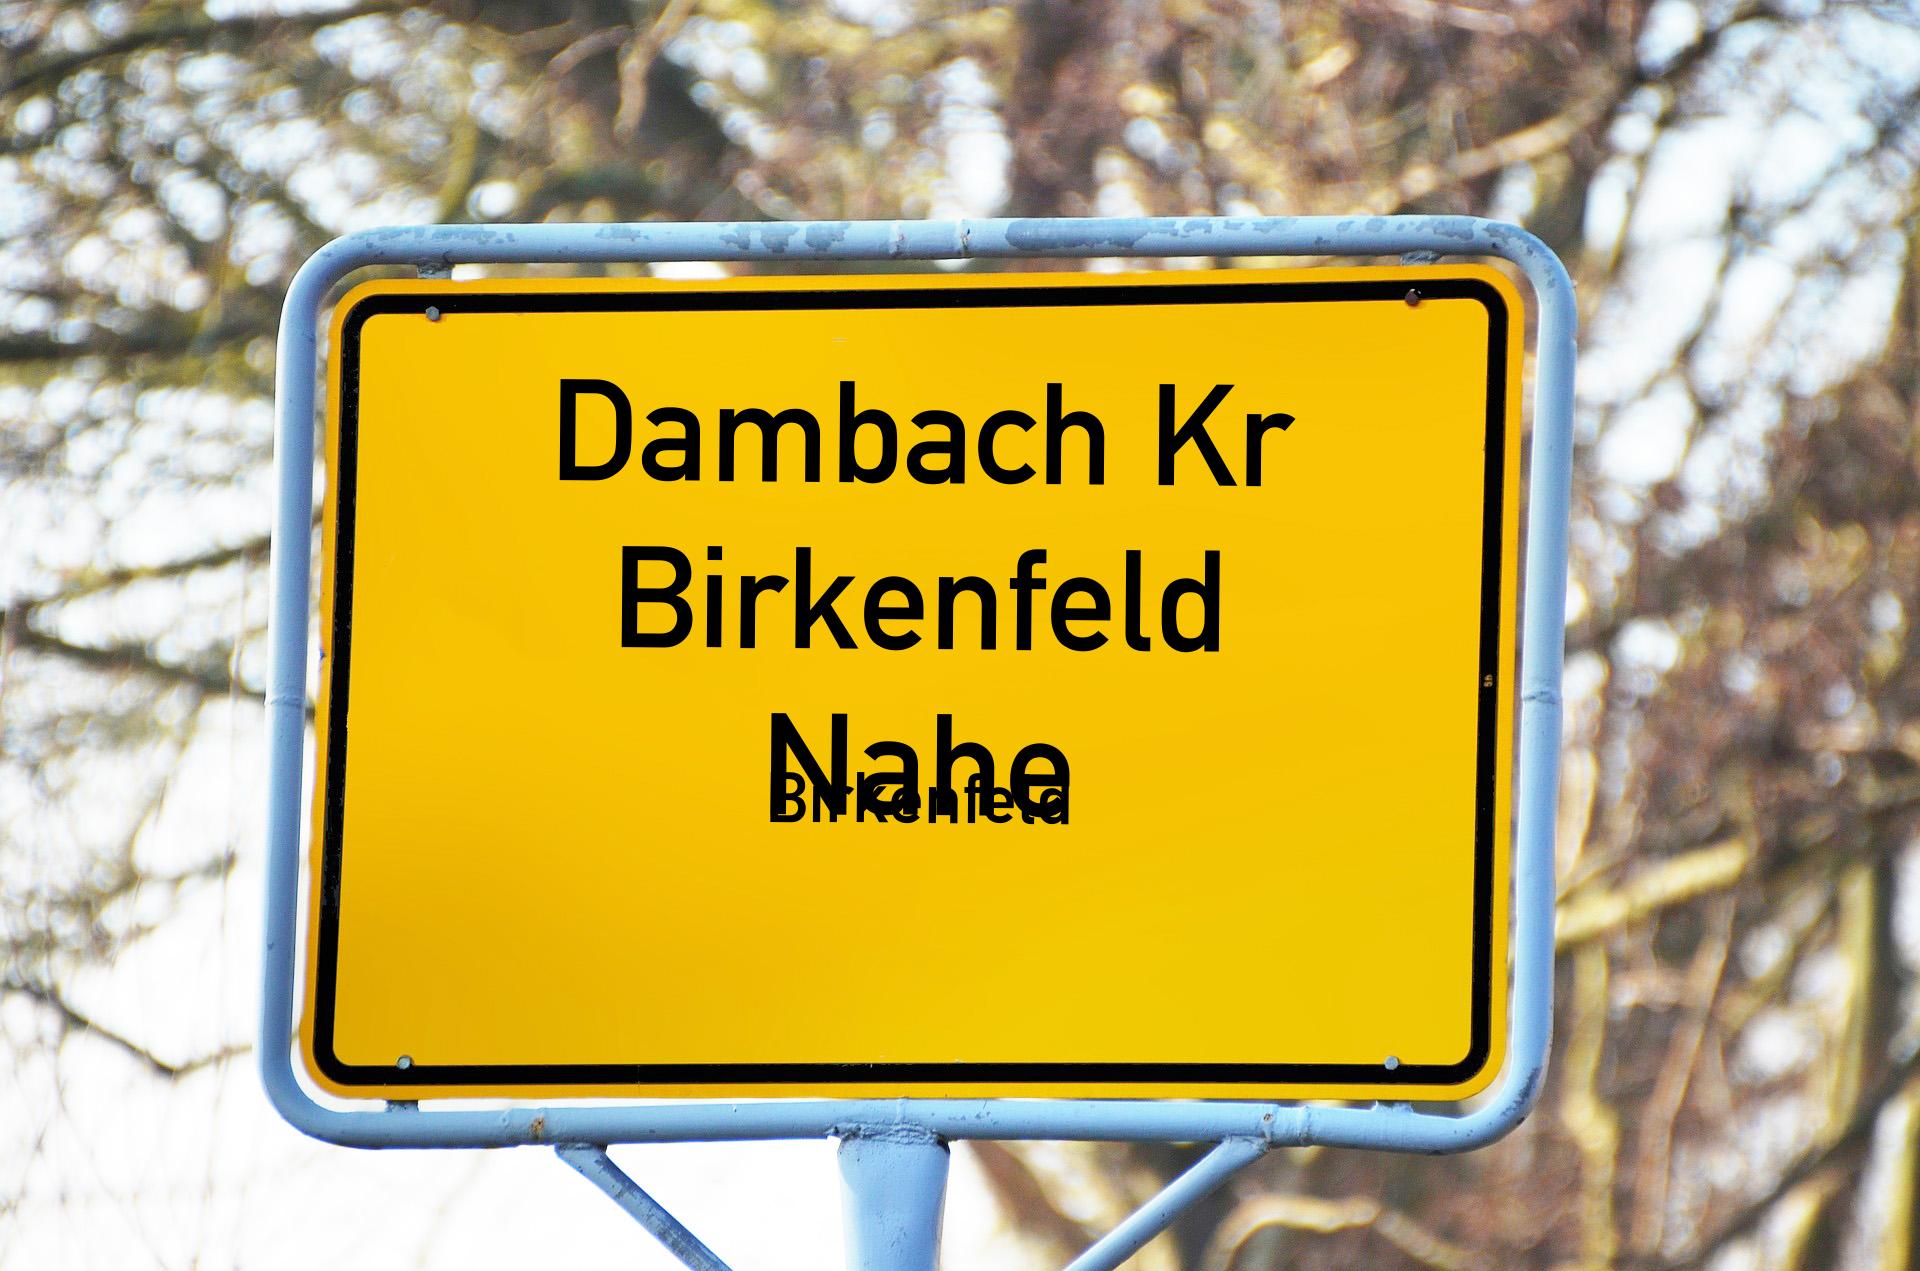 Dambach Kr
Birkenfeld
Nahe
Birkenfeld